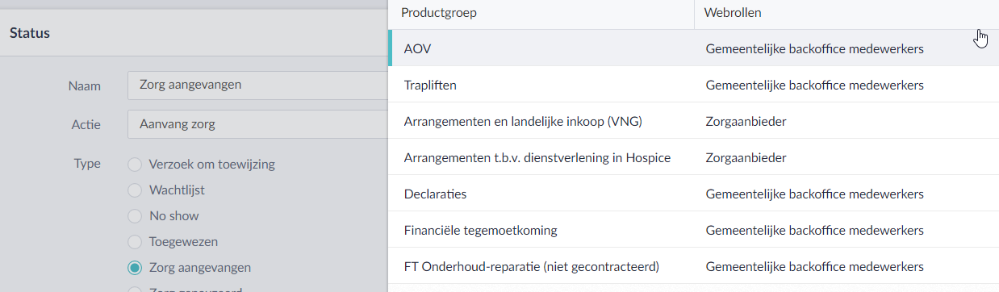 Status
Naam Zorg aangevangen
Actie Aanvang zorg
Type
Verzoek om toewijzing
Wachtlijst
No show
Toegewezen
Zorg aangevangen
Productgroep Webrollen
AOV Gemeentelijke backoffice medewerkers
Trapliften Gemeentelijke backoffice medewerkers
Arrangementen en landelijke inkoop (VNG) Zorgaanbieder
Arrangementen t.b.v. dienstverlening in Hospice Zorgaanbieder
Declaraties Gemeentelijke backoffice medewerkers
Financiële tegemoetkoming Gemeentelijke backoffice medewerkers
FT Onderhoud-reparatie (niet gecontracteerd) Gemeentelijke backoffice medewerkers